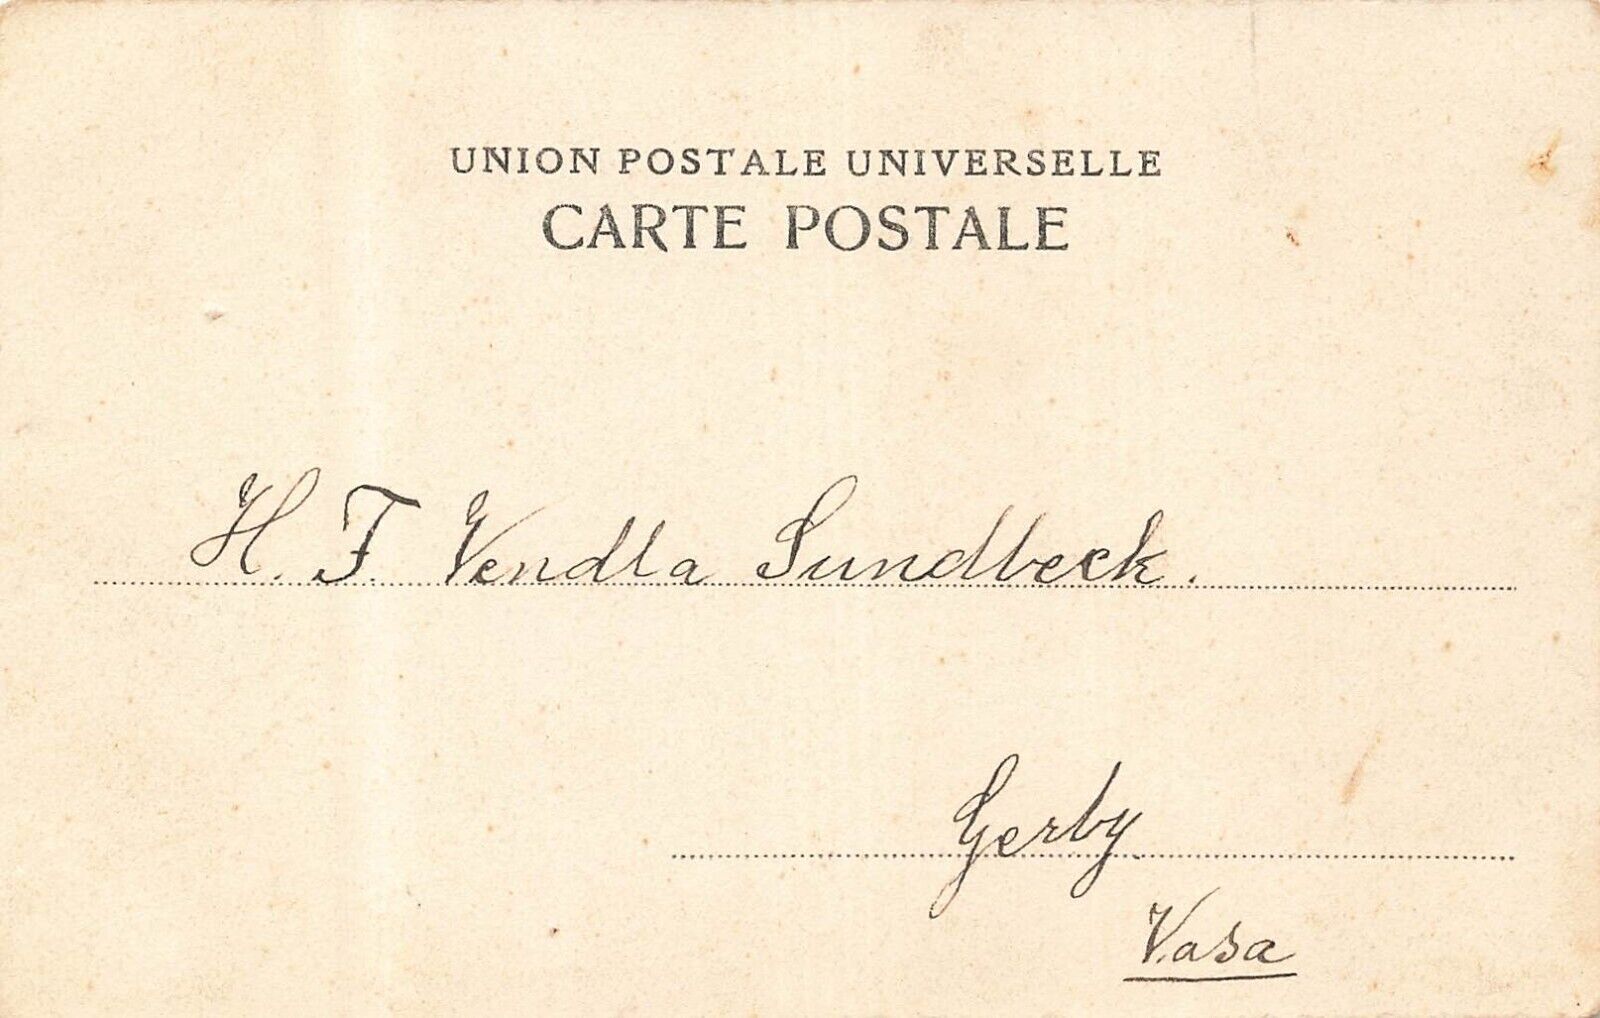 UNION POSTALE UNIVERSELLE
CARTE POSTALE
H. F. Vendla Sundbeck.
Gerby.
Vasa